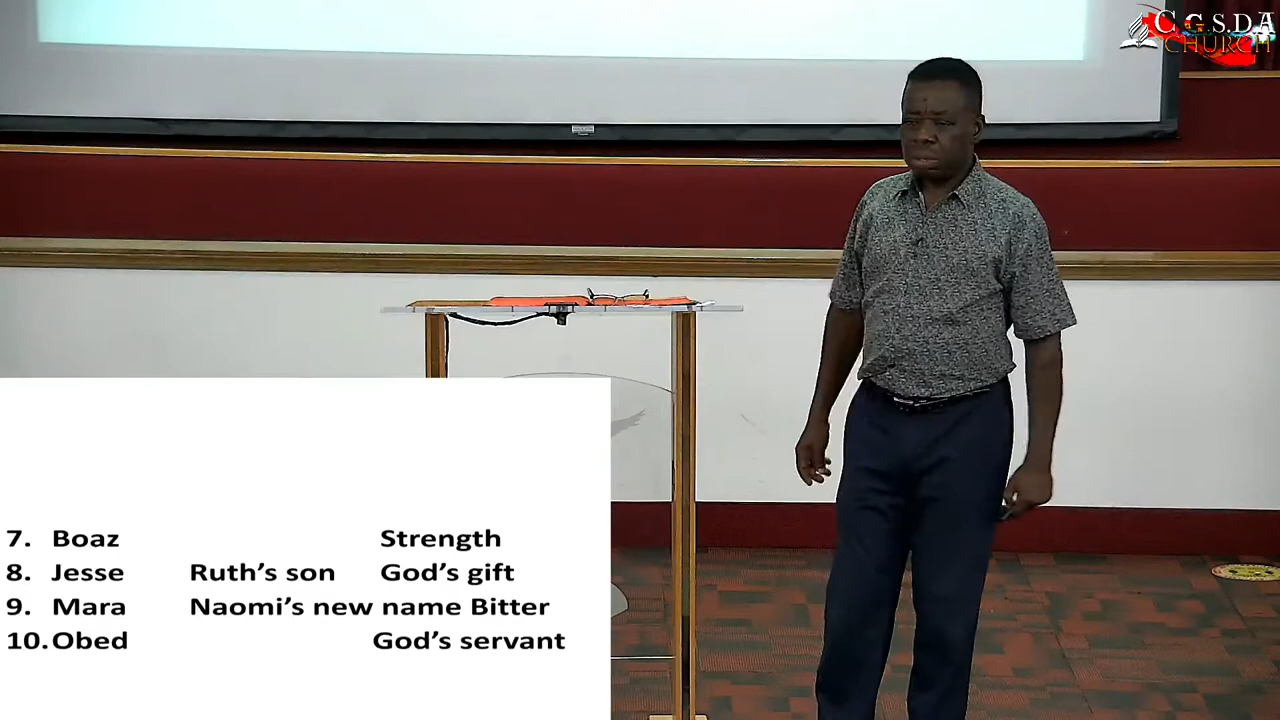 C.G.S.DA
CHURCH
7. Boaz Strength
8. Jesse Ruth’s son God’s gift
9. Mara Naomi’s new name Bitter
10. Obed God’s servant